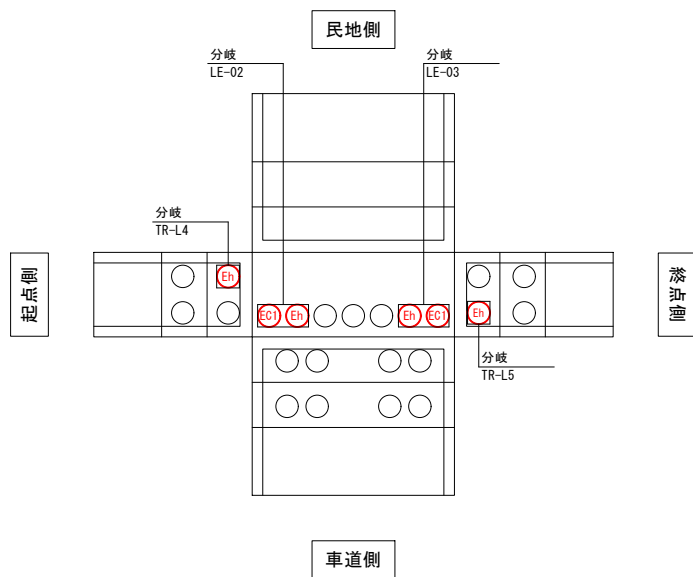 民地側
分岐
LE-02
分岐
LE-03
分岐
TR-L4
起点側
終点側
Eh
EC1
Eh
Eh
EC1
Eh
分岐
TR-L5
車道側